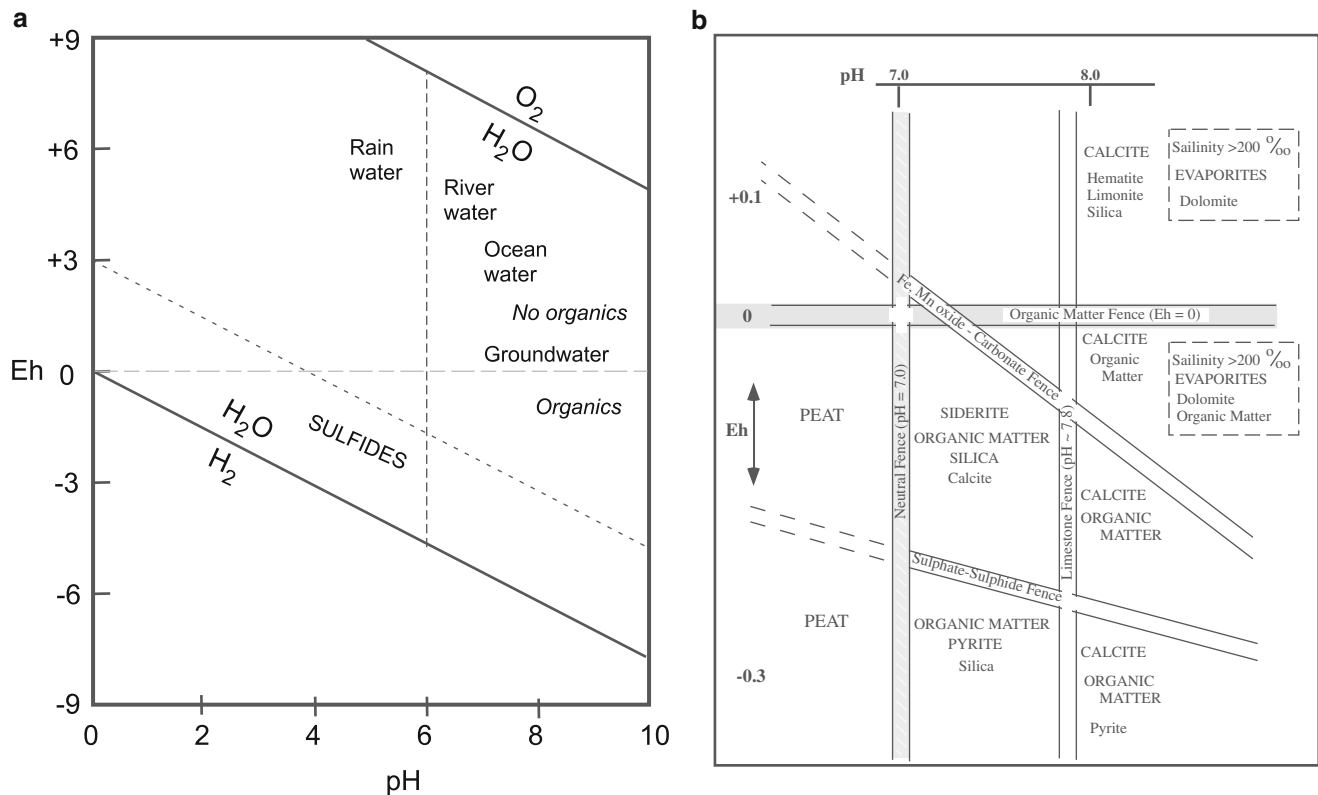 a
+9
+6
+3
Eh 0
-3
-6
-9
0 2 4 6 8 10
pH
O2
H2O
Rain
water
River
water
Ocean
water
No organics
Groundwater
Organics
H2O
H2
SULFIDES
b
pH 7.0 8.0
+0.1
0
Eh
-0.3
CALCITE
Hematite
Limonite
Silica
Sailinity >200 ‰
EVAPORITES
Dolomite
Fe, Mn oxide - Carbonate Fence
Organic Matter Fence (Eh = 0)
CALCITE
Organic
Matter
Sailinity >200 ‰
EVAPORITES
Dolomite
Organic Matter
Neutral Fence (pH = 7.0)
Limestone Fence (pH ~ 7.8)
PEAT
SIDERITE
ORGANIC MATTER
SILICA
Calcite
CALCITE
ORGANIC
MATTER
Sulphate-Sulphide Fence
PEAT
ORGANIC MATTER
PYRITE
Silica
CALCITE
ORGANIC
MATTER
Pyrite